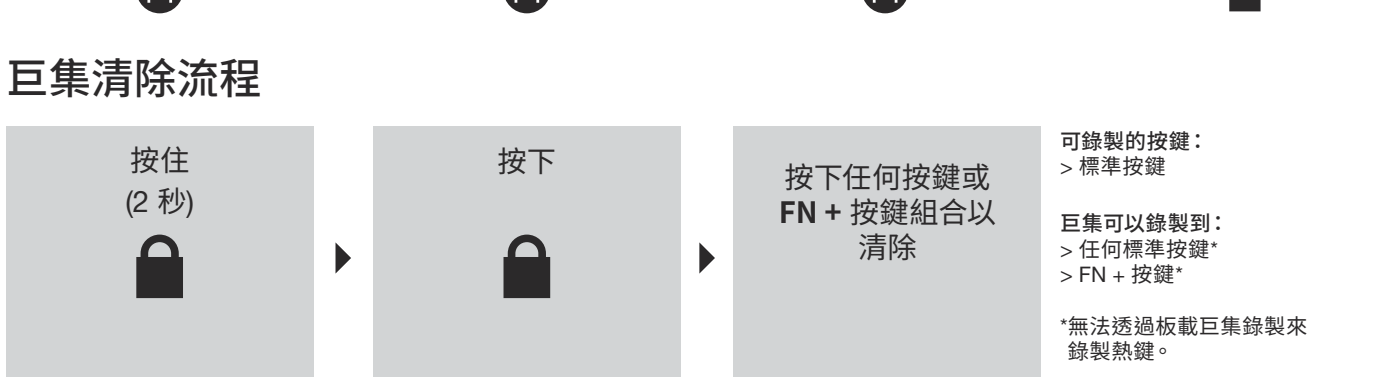 巨集清除流程
按住
(2 秒)
按下
按下任何按鍵或
FN + 按鍵組合以
清除
可錄製的按鍵：
> 標準按鍵
巨集可以錄製到：
> 任何標準按鍵*
> FN + 按鍵*
*無法透過板載巨集錄製來
錄製熱鍵。